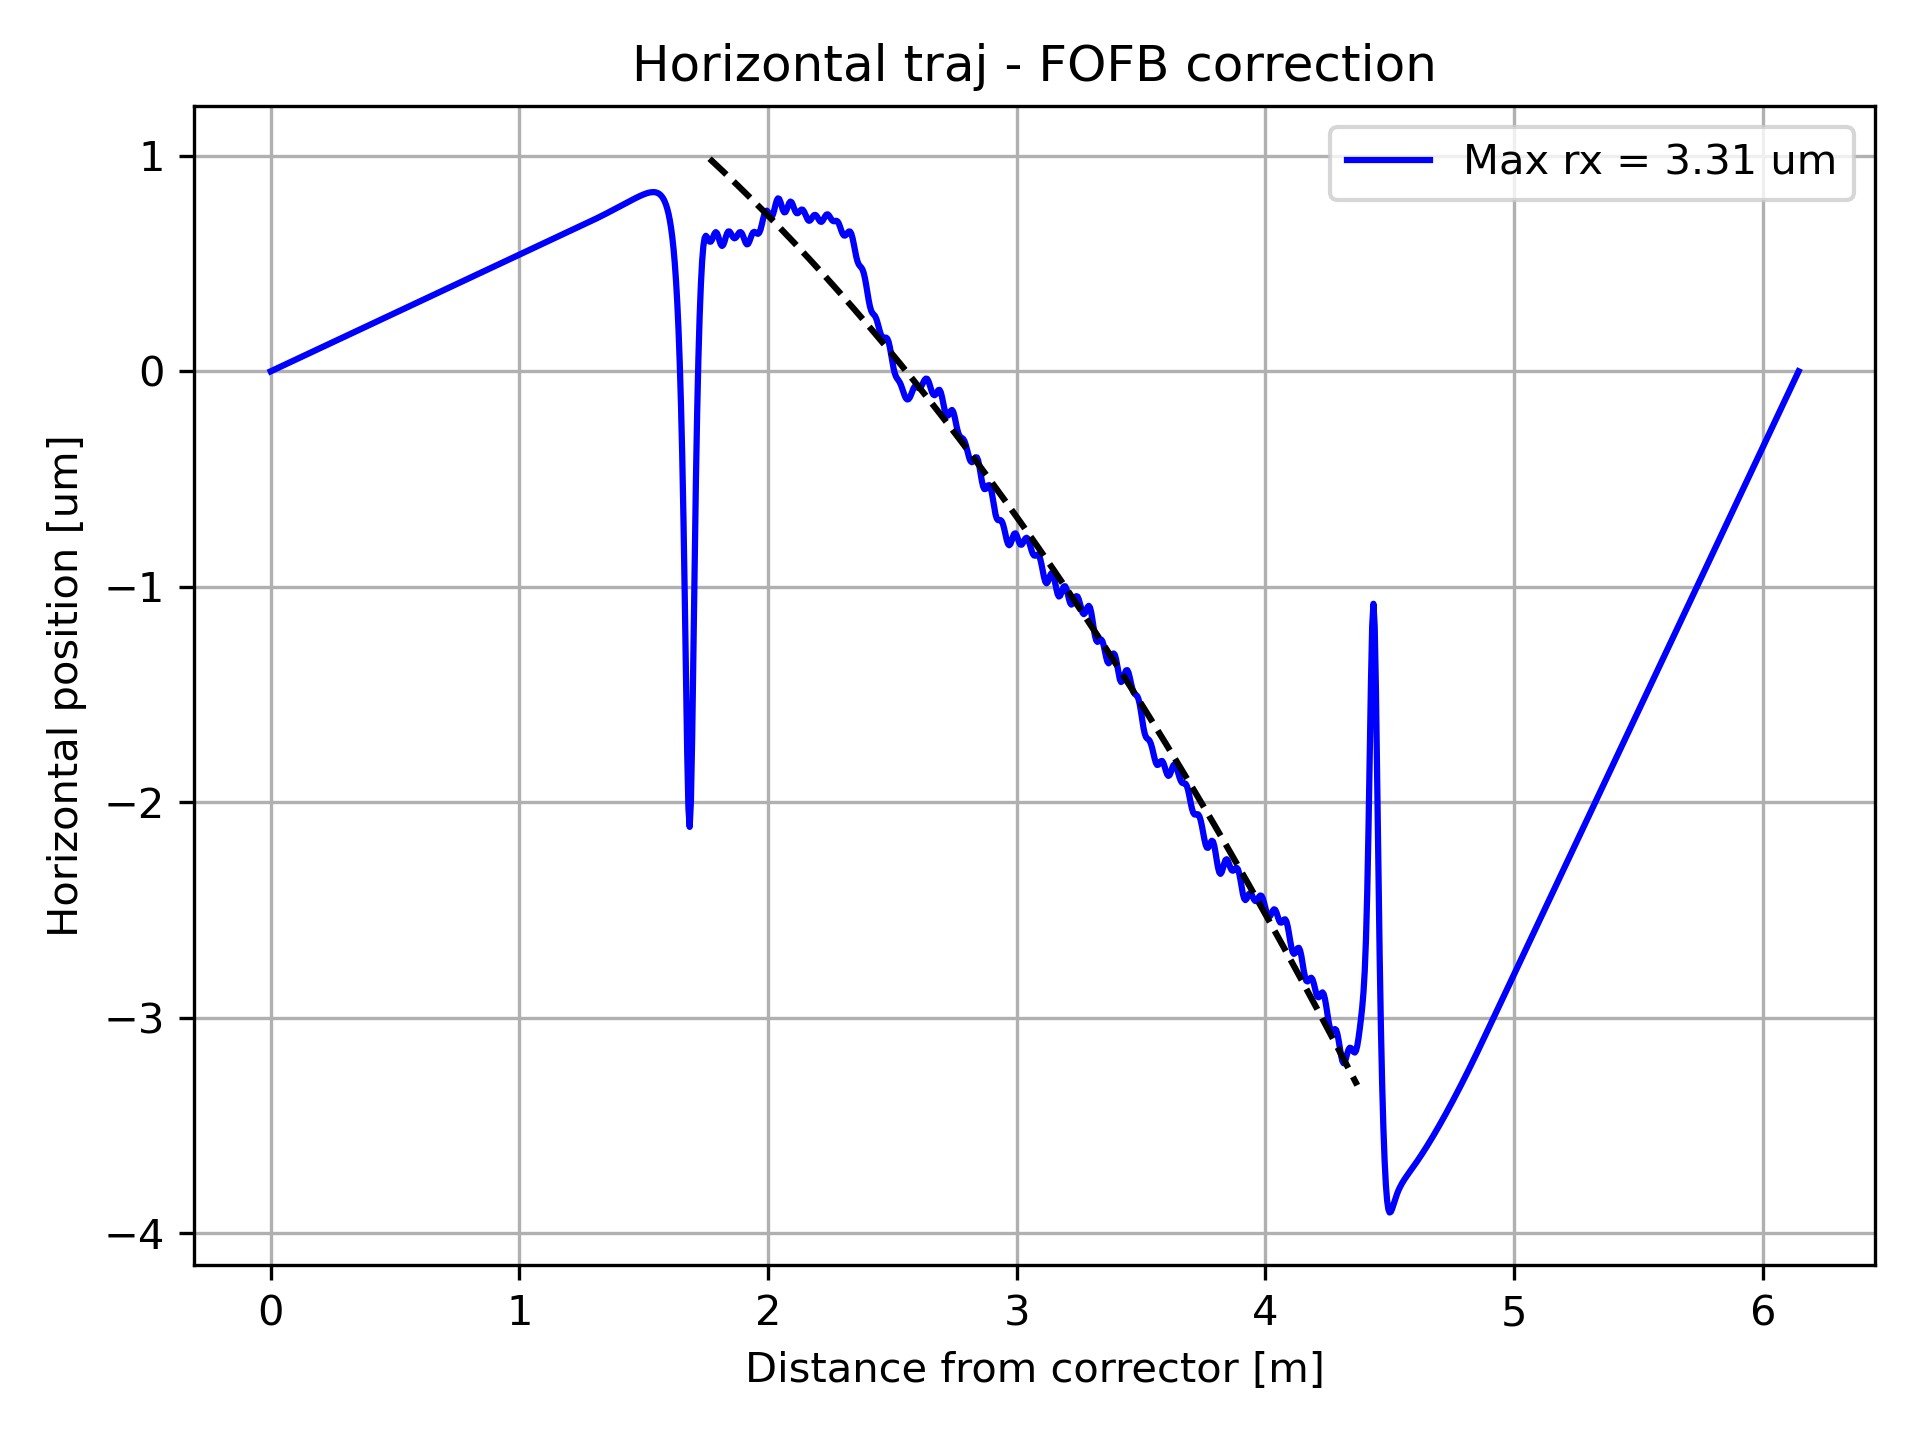 Horizontal traj - FOFB correction
Max rx = 3.31 um
1
0
−1
−2
−3
−4
Horizontal position [um]
0 1 2 3 4 5 6
Distance from corrector [m]